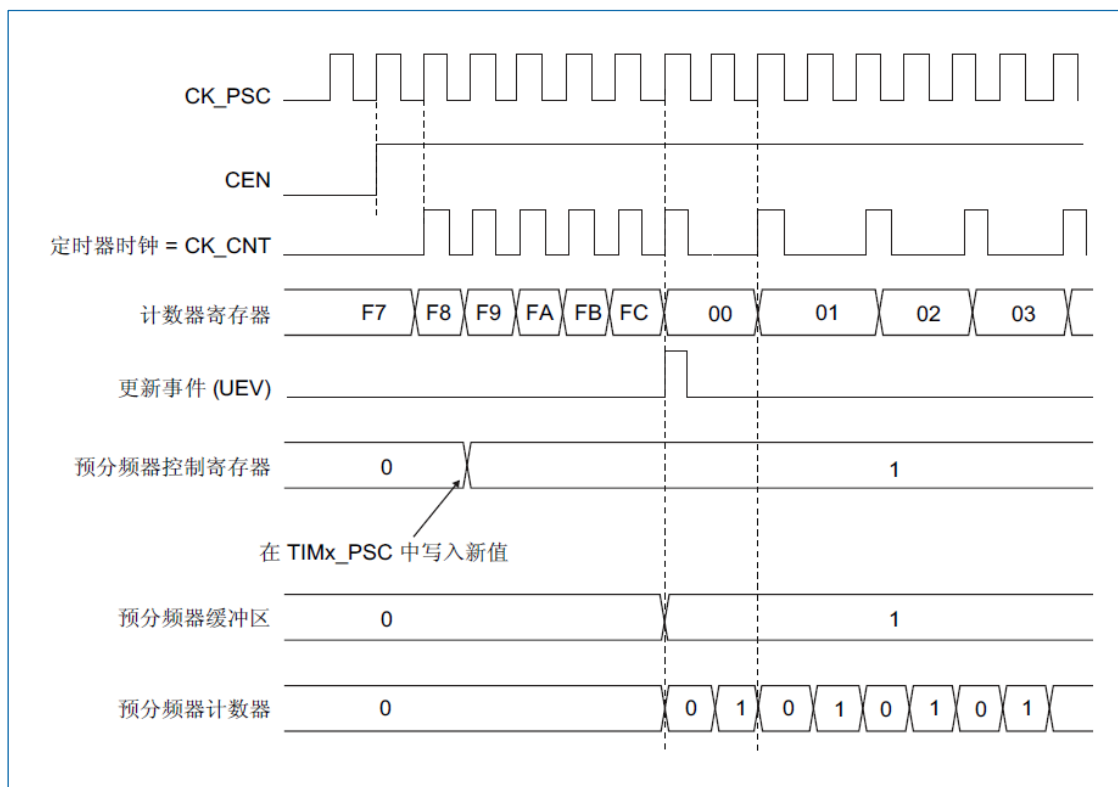 CK_PSC
CEN
定时器时钟 = CK_CNT
计数器寄存器 F7 F8 F9 FA FB FC 00 01 02 03
更新事件 (UEV)
预分频器控制寄存器 0 1
在 TIMx_PSC 中写入新值
预分频器缓冲区 0 1
预分频器计数器 0 0 1 0 1 0 1 0 1